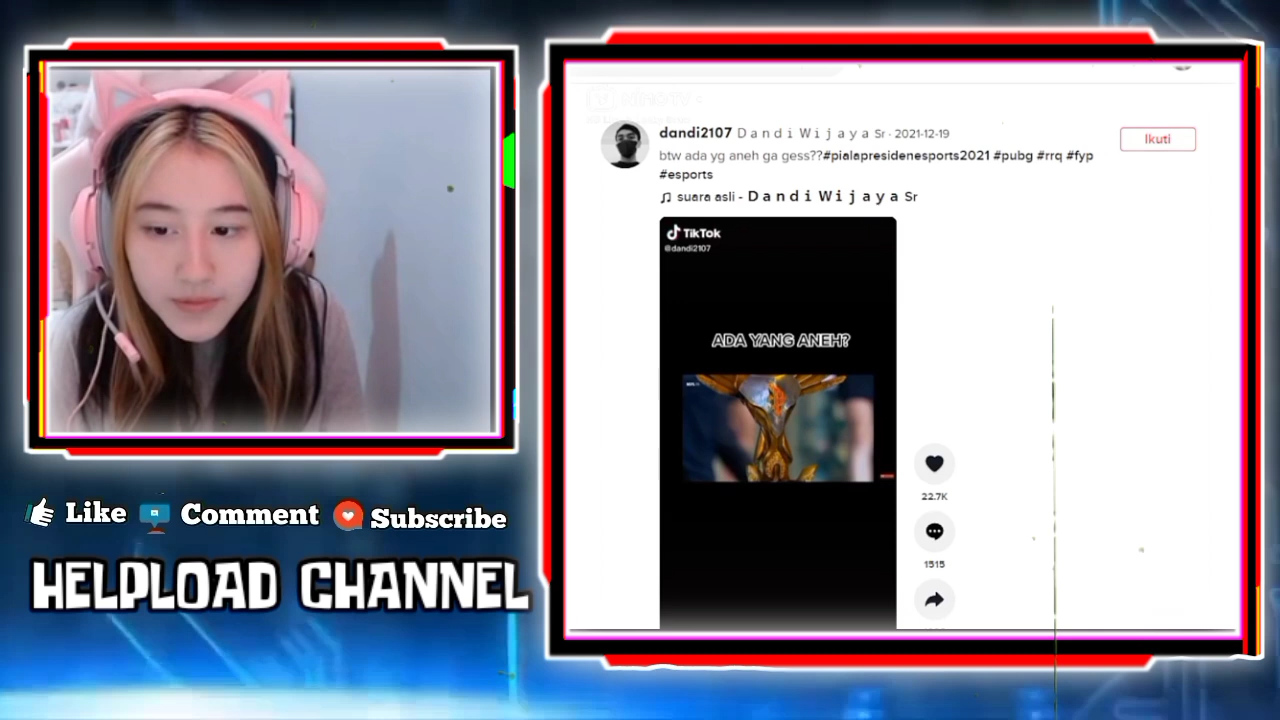 dandi2107 D a n d i W i j a y a Sr · 2021-12-19
Ikuti
btw ada yg aneh ga gess??#pialapresidenesports2021 #pubg #rrq #fyp
#esports
♫ suara asli - D a n d i W i j a y a Sr
TikTok
@dandi2107
ADA YANG ANEH?
22.7K
1515
Like Comment Subscribe
HELPLOAD CHANNEL